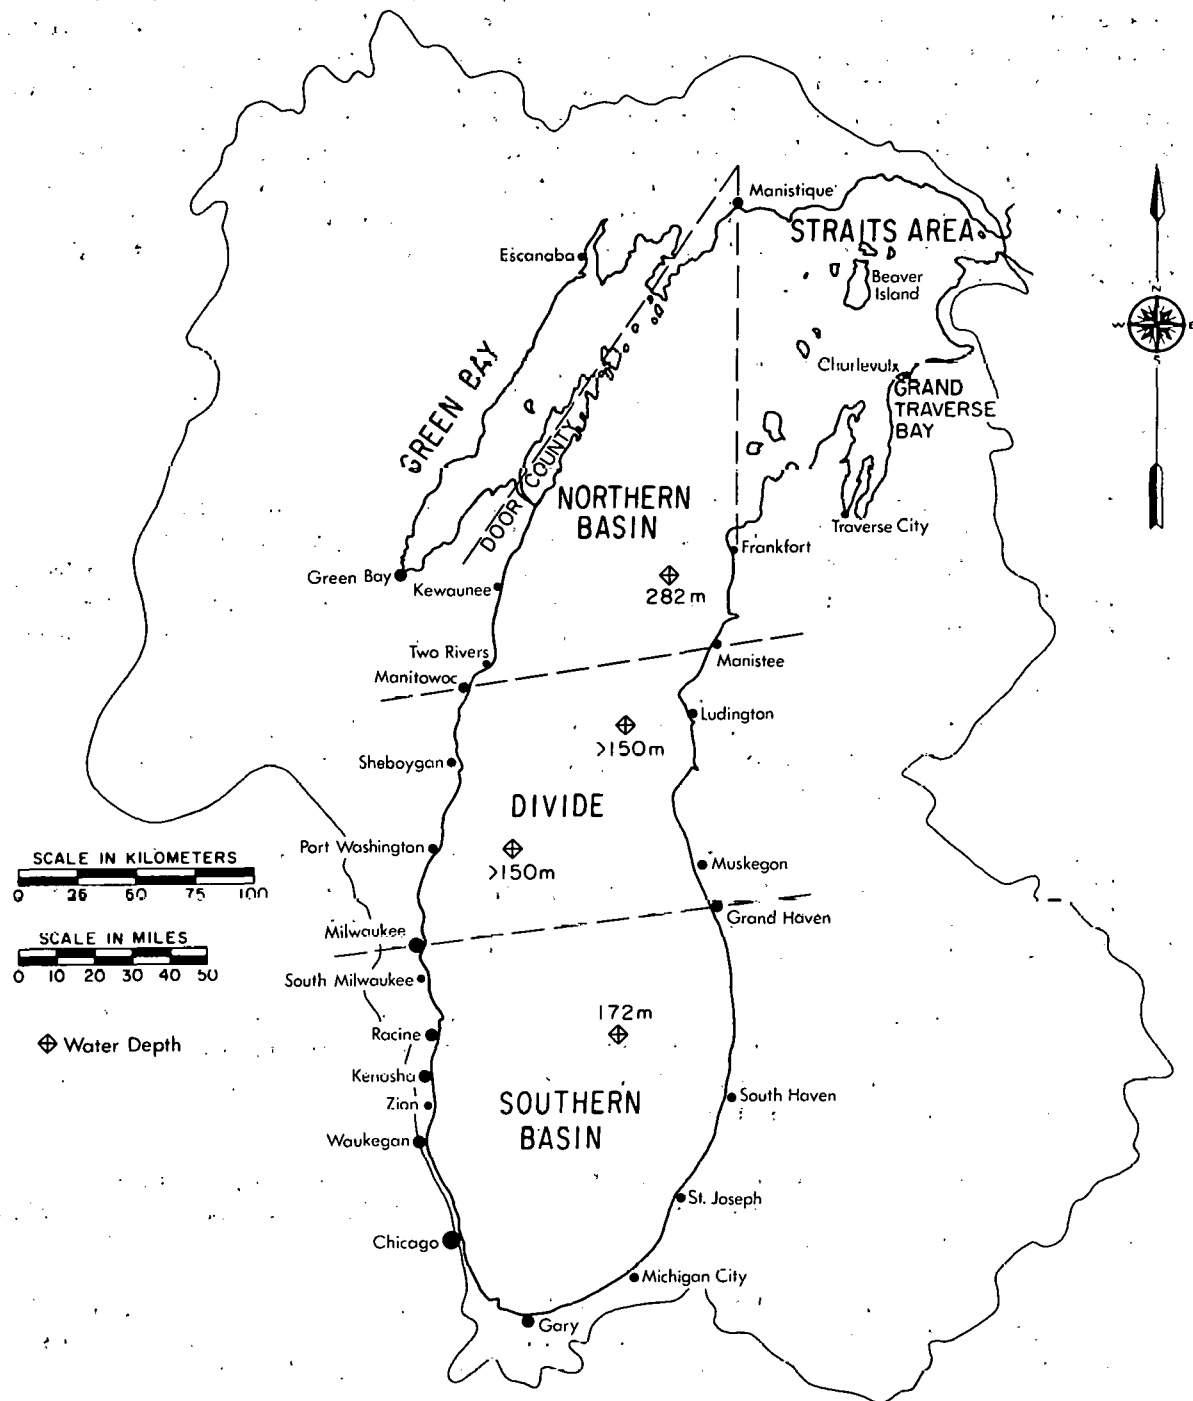 Manistique
STRAITS AREA
Escanaba
Beaver
Island
N
W
E
S
GREEN BAY
Charlevoix
GRAND
TRAVERSE
BAY
DOOR COUNTY
NORTHERN
BASIN
Traverse City
Frankfort
Green Bay
Kewaunee
282 m
Two Rivers
Manitowoc
Manistee
Ludington
>150m
Sheboygan
DIVIDE
Port Washington
>150m
Muskegon
SCALE IN KILOMETERS
0 25 50 75 100
Grand Haven
Milwaukee
SCALE IN MILES
0 10 20 30 40 50
South Milwaukee
172m
Racine
Water Depth
Kenosha
Zion
South Haven
SOUTHERN
BASIN
Waukegan
St. Joseph
Chicago
Michigan City
Gary